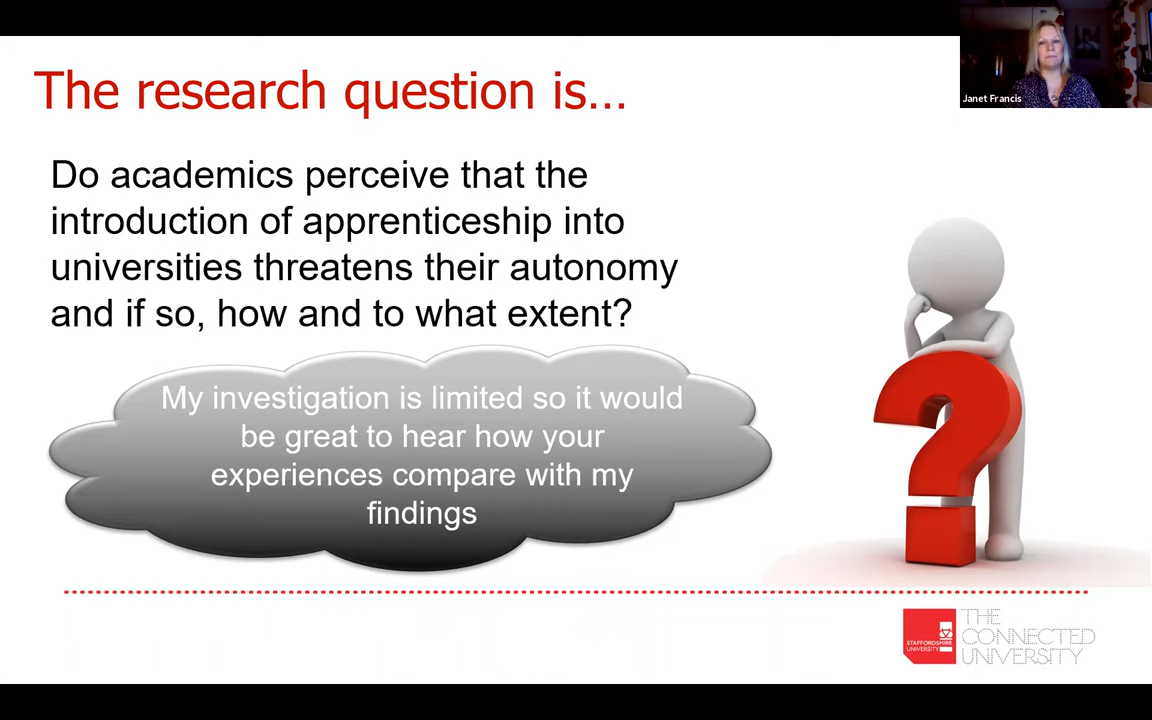 The research question is...
Janet Francis
Do academics perceive that the
introduction of apprenticeship into
universities threatens their autonomy
and if so, how and to what extent?
My investigation is limited so it would
be great to hear how your
experiences compare with my
findings
STAFFORDSHIRE
UNIVERSITY
THE
CONNECTED
UNIVERSITY